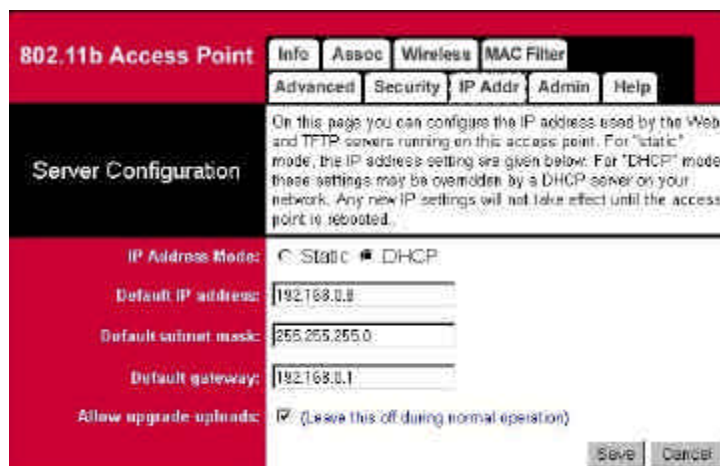 802.11b Access Point
Info Assoc Wireless MAC Filter
Advanced Security IP Addr Admin Help
Server Configuration
On this page you can configure the IP address used by the Web
and TFTP servers running on this access point. For "static"
mode, the IP address setting are given below. For "DHCP" mode
these settings may be overridden by a DHCP server on your
network. Any new IP settings will not take effect until the access
point is rebooted.
IP Address Mode: Static DHCP
Default IP address: 192.168.0.8
Default subnet mask: 255.255.255.0
Default gateway: 192.168.0.1
Allow upgrade uploads: (Leave this off during normal operation)
Save Cancel